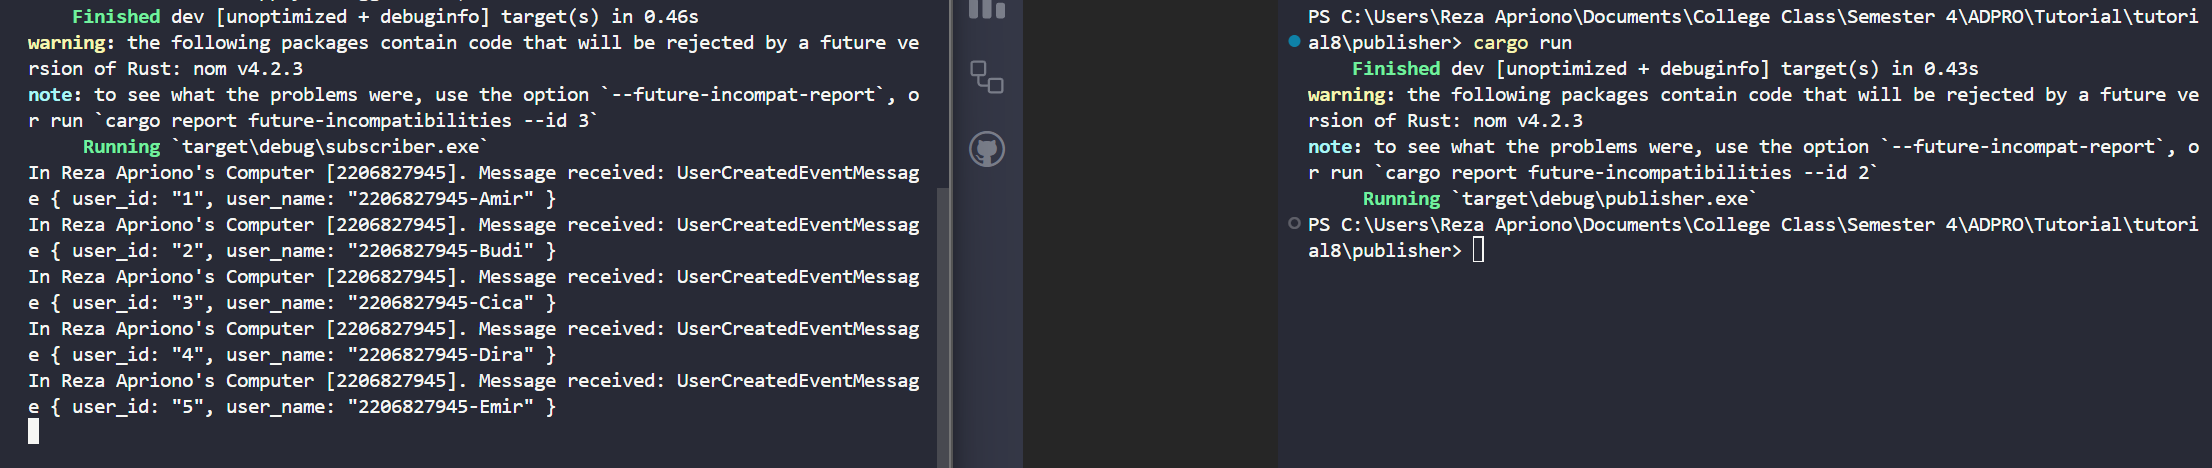 Finished dev [unoptimized + debuginfo] target(s) in 0.46s
warning: the following packages contain code that will be rejected by a future ve
rsion of Rust: nom v4.2.3
note: to see what the problems were, use the option `--future-incompat-report`, o
r run `cargo report future-incompatibilities --id 3`
Running `target\debug\subscriber.exe`
In Reza Apriono's Computer [2206827945]. Message received: UserCreatedEventMessag
e { user_id: "1", user_name: "2206827945-Amir" }
In Reza Apriono's Computer [2206827945]. Message received: UserCreatedEventMessag
e { user_id: "2", user_name: "2206827945-Budi" }
In Reza Apriono's Computer [2206827945]. Message received: UserCreatedEventMessag
e { user_id: "3", user_name: "2206827945-Cica" }
In Reza Apriono's Computer [2206827945]. Message received: UserCreatedEventMessag
e { user_id: "4", user_name: "2206827945-Dira" }
In Reza Apriono's Computer [2206827945]. Message received: UserCreatedEventMessag
e { user_id: "5", user_name: "2206827945-Emir" }
PS C:\Users\Reza Apriono\Documents\College Class\Semester 4\ADPRO\Tutorial\tutori
al8\publisher> cargo run
Finished dev [unoptimized + debuginfo] target(s) in 0.43s
warning: the following packages contain code that will be rejected by a future ve
rsion of Rust: nom v4.2.3
note: to see what the problems were, use the option `--future-incompat-report`, o
r run `cargo report future-incompatibilities --id 2`
Running `target\debug\publisher.exe`
PS C:\Users\Reza Apriono\Documents\College Class\Semester 4\ADPRO\Tutorial\tutori
al8\publisher>